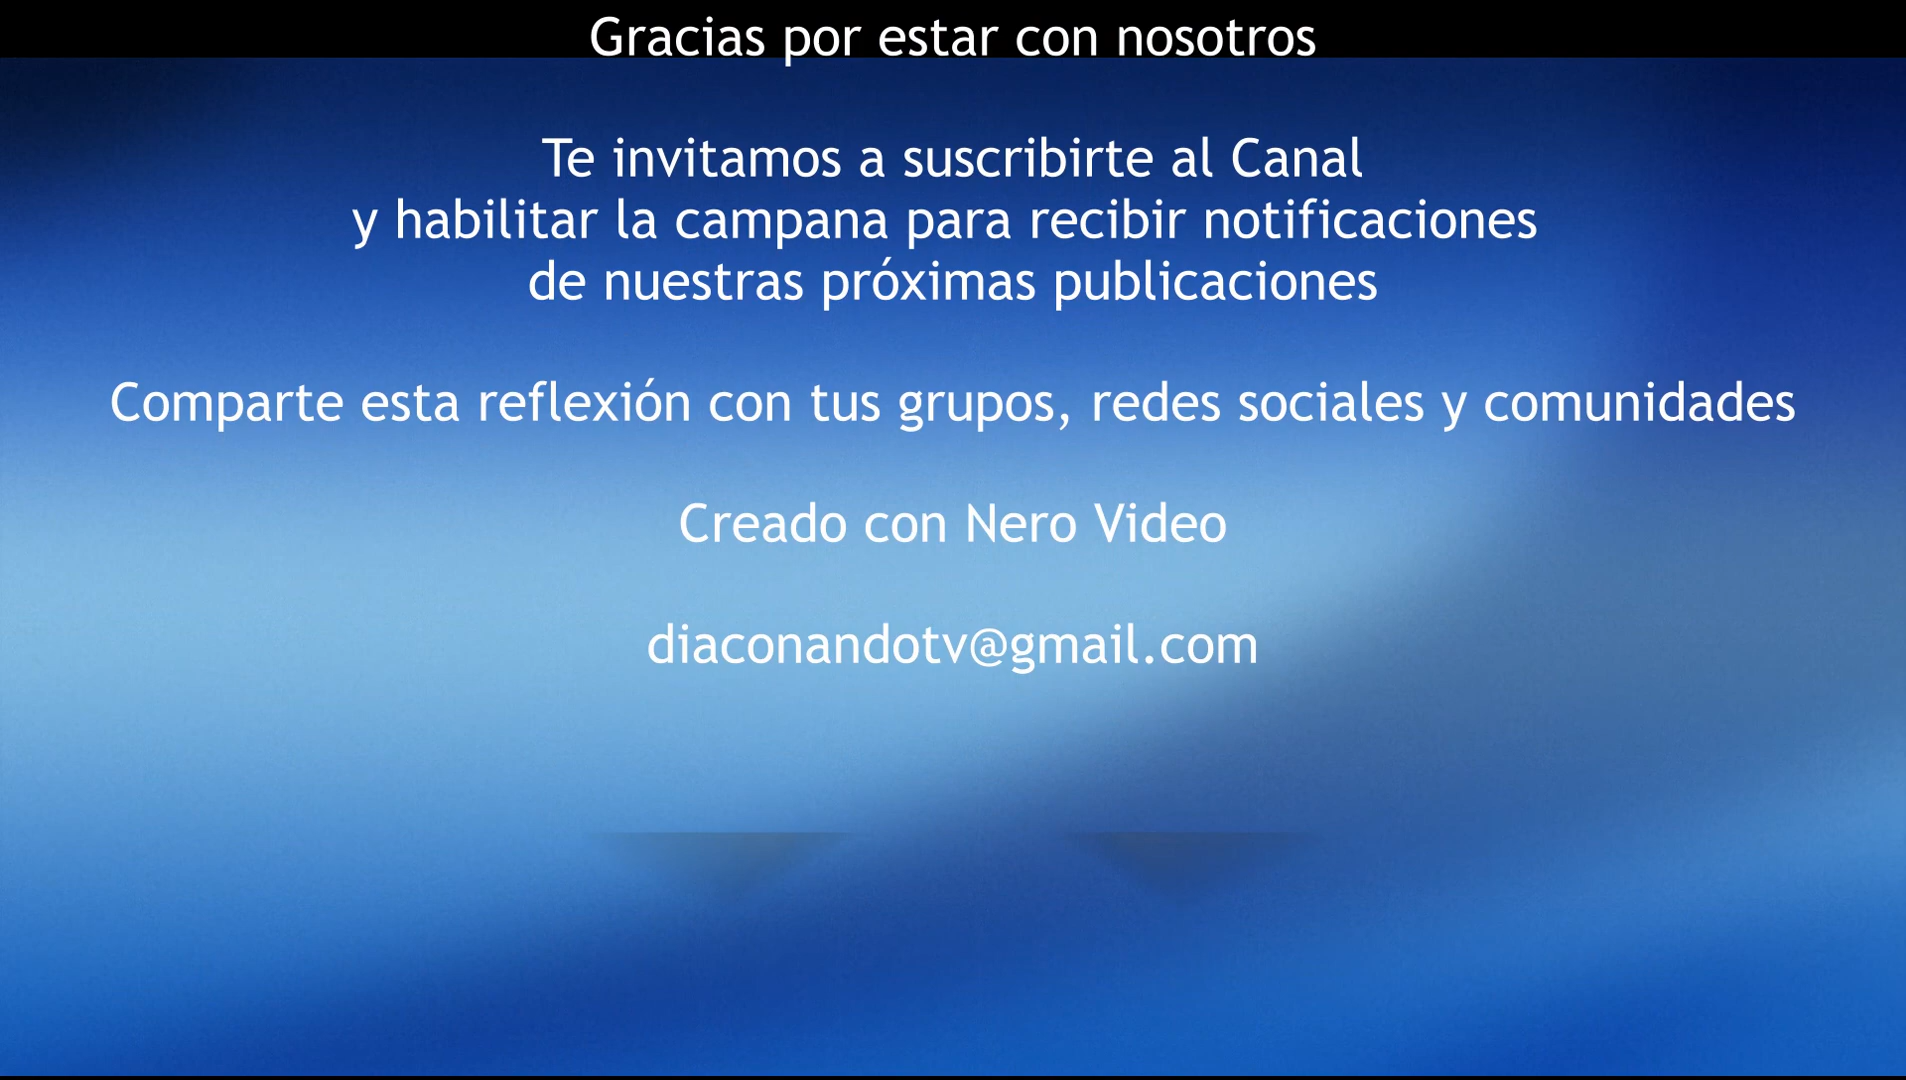 Gracias por estar con nosotros
Te invitamos a suscribirte al Canal
y habilitar la campana para recibir notificaciones
de nuestras próximas publicaciones
Comparte esta reflexión con tus grupos, redes sociales y comunidades
Creado con Nero Video
diaconandotv@gmail.com